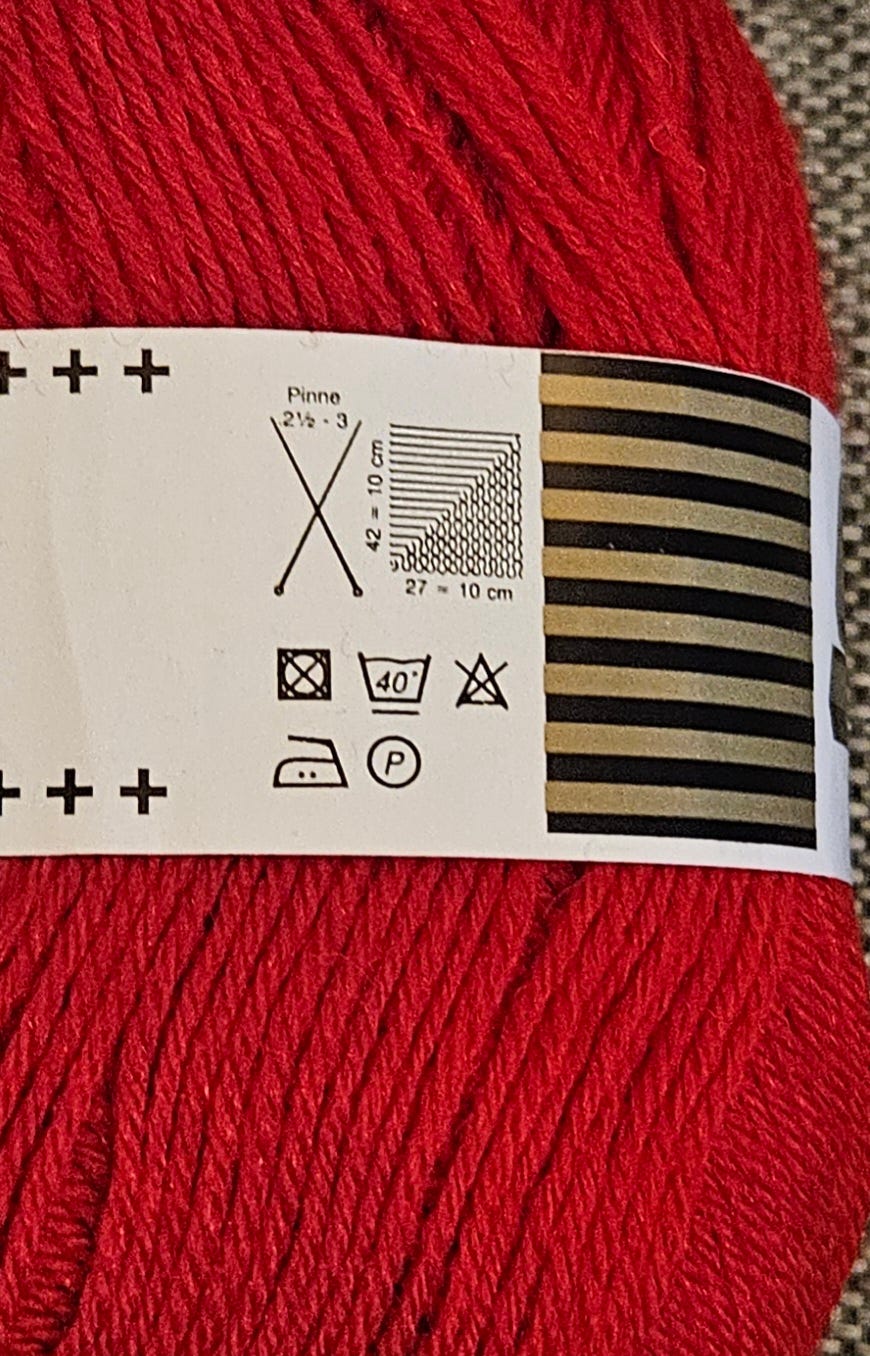 + + +
Pinne
2½ - 3
42 = 10 cm
27 = 10 cm
40°
P
+ + +